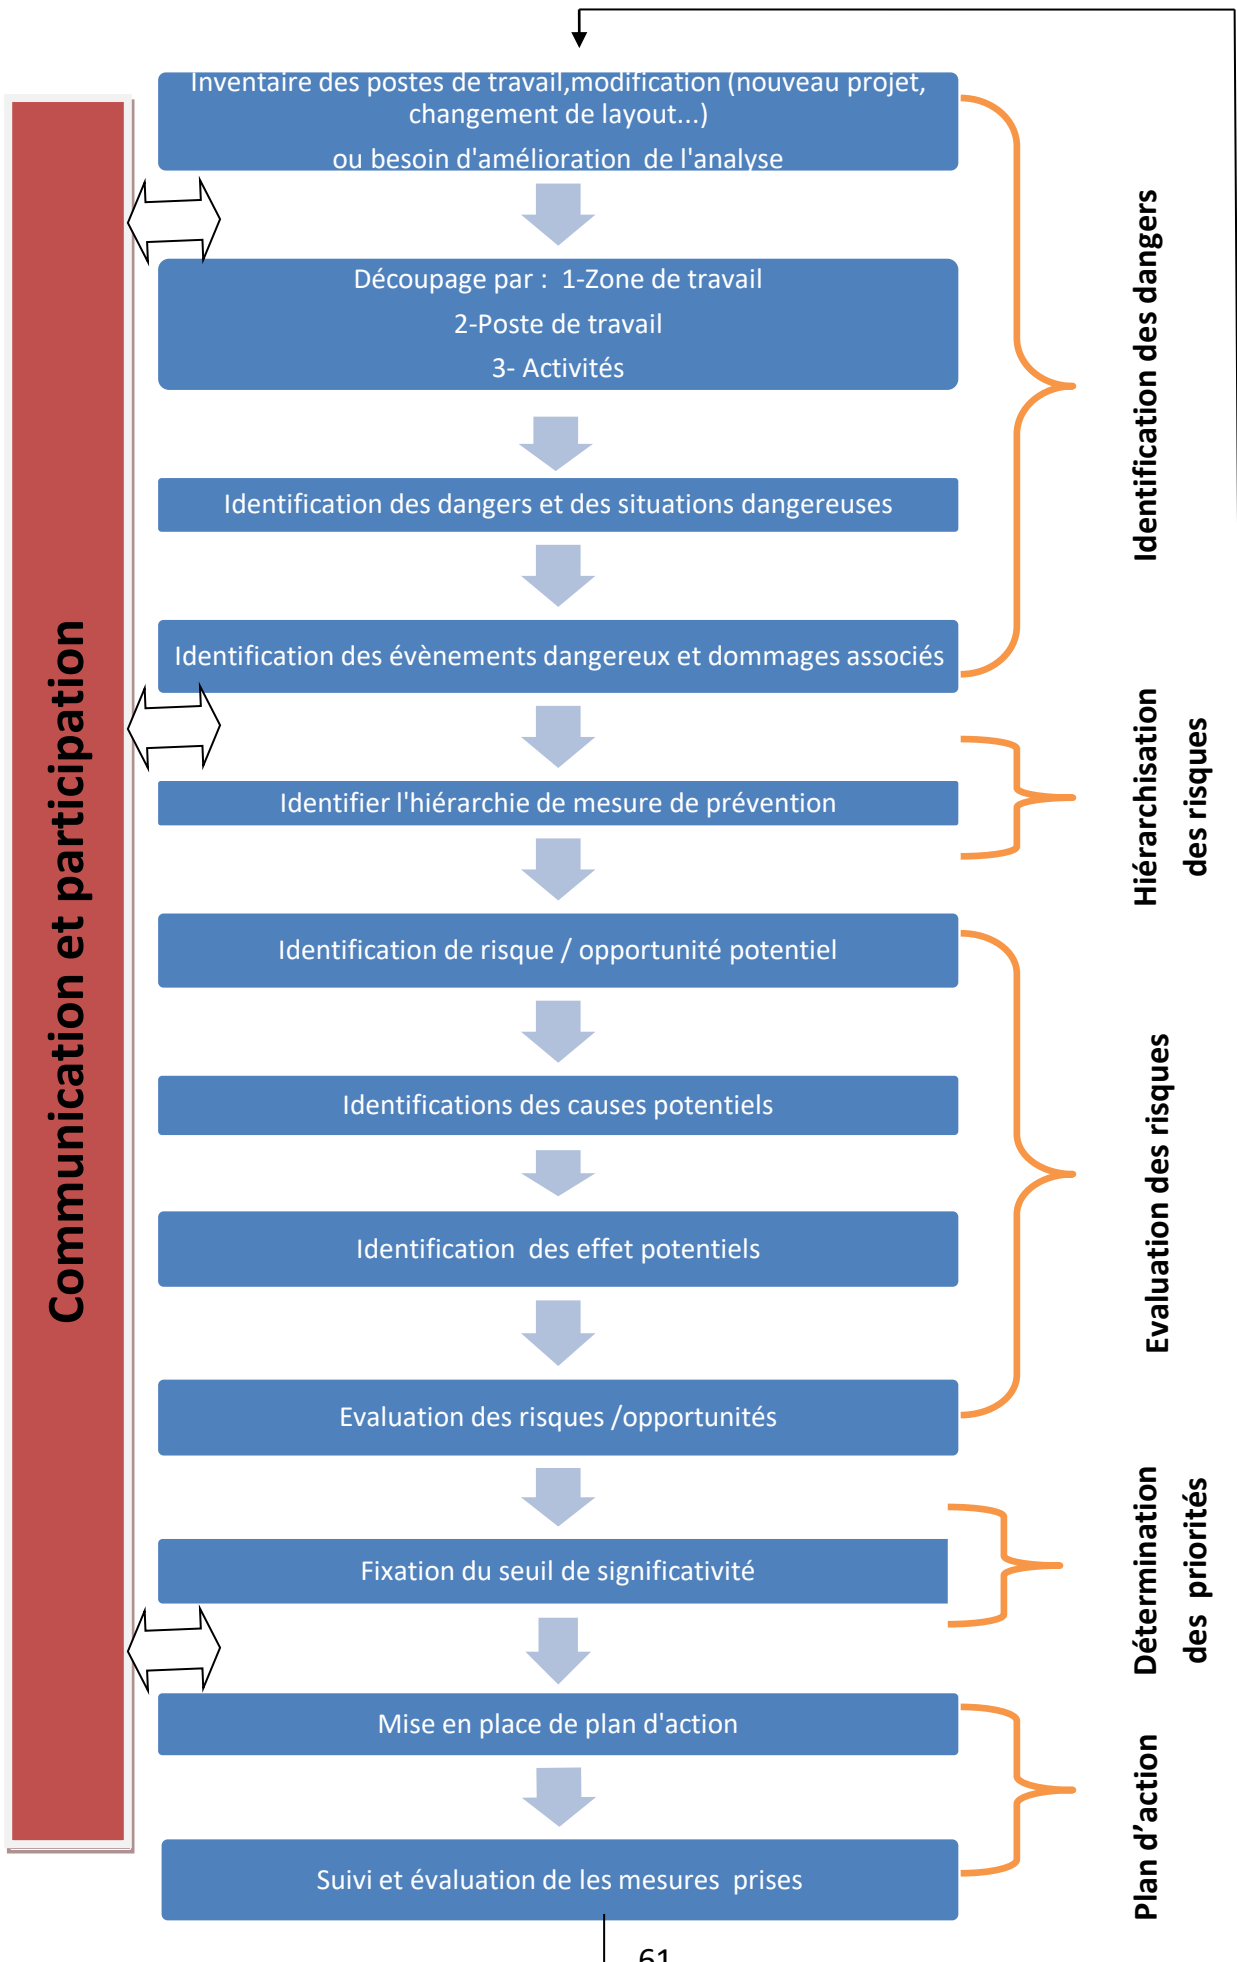 Inventaire des postes de travail,modification (nouveau projet,
changement de layout...)
ou besoin d'amélioration  de l'analyse
Découpage par :  1-Zone de travail
2-Poste de travail
3- Activités
Identification des dangers et des situations dangereuses
Identification des évènements dangereux et dommages associés
Identification des dangers
Identifier l'hiérarchie de mesure de prévention
Hiérarchisation
des risques
Communication et participation
Identification de risque / opportunité potentiel
Identifications des causes potentiels
Identification  des effet potentiels
Evaluation des risques /opportunités
Evaluation des risques
Fixation du seuil de significativité
Détermination
des  priorités
Mise en place de plan d'action
Suivi et évaluation de les mesures  prises
Plan d’action
61